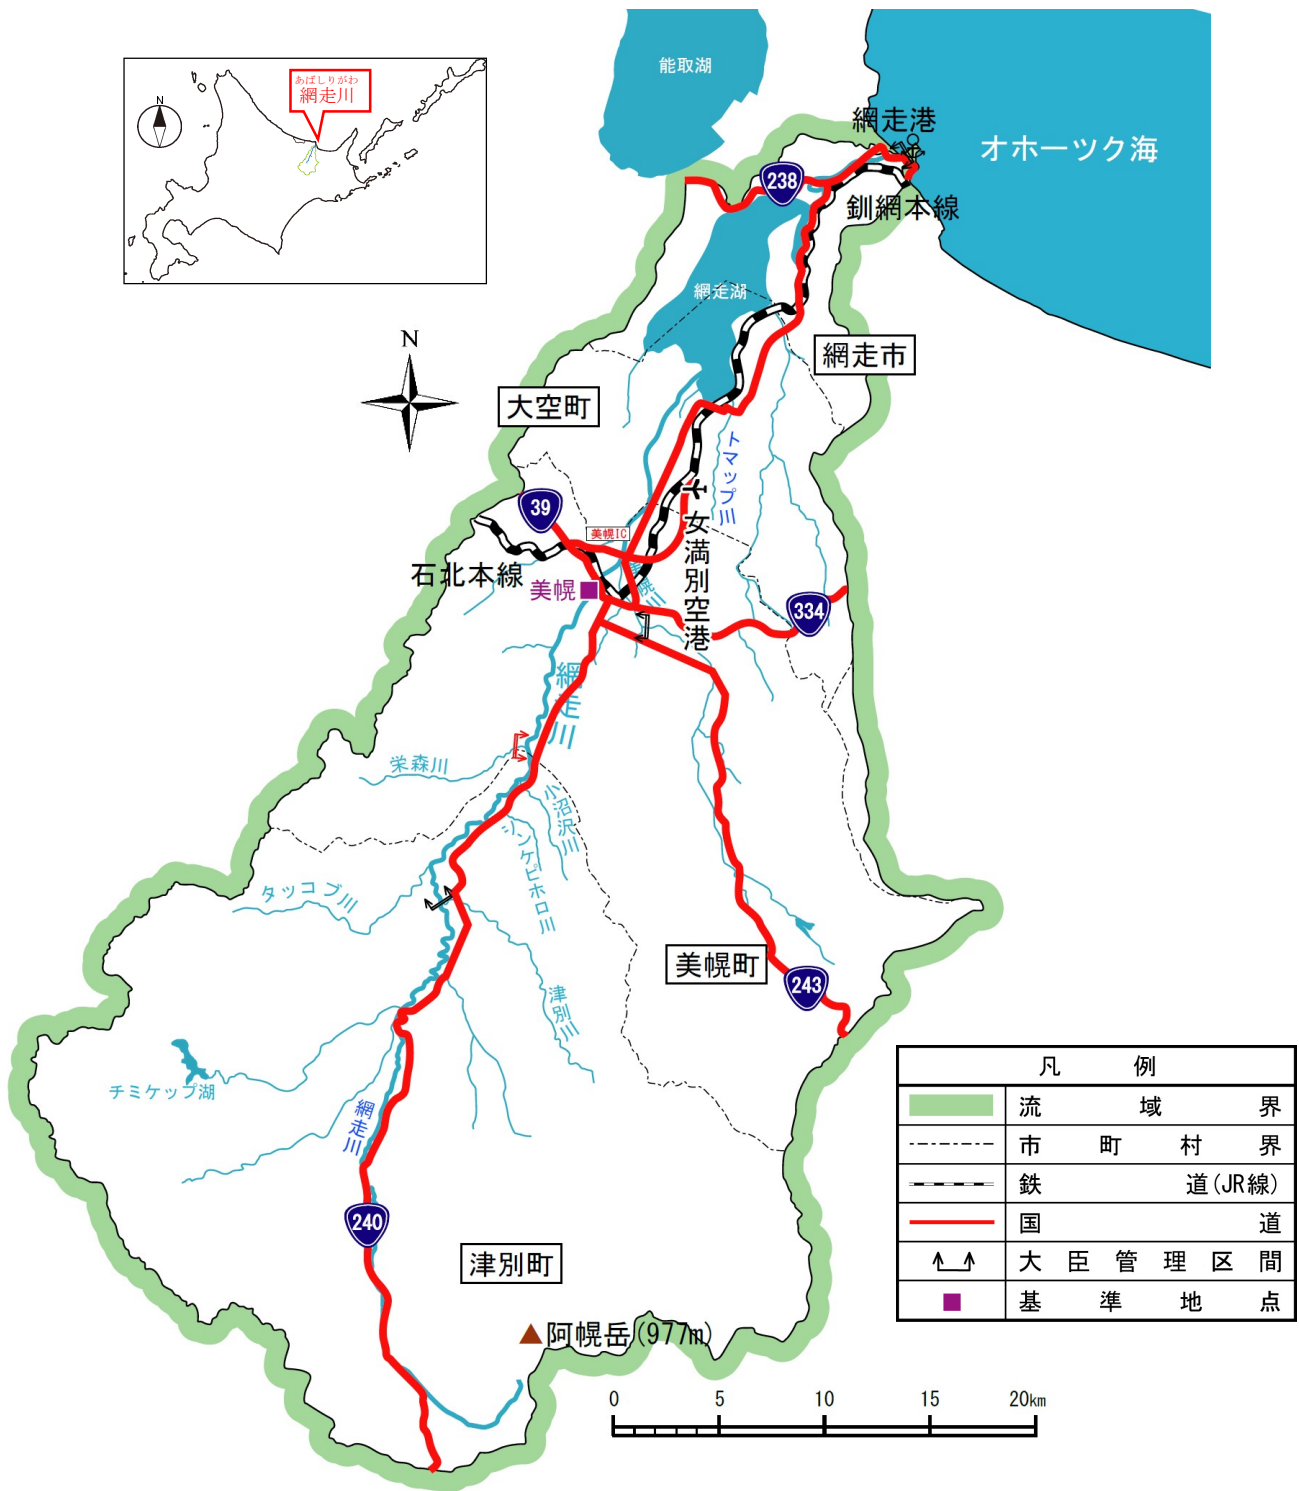 能取湖
あばしりがわ
網走川
N
網走港
オホーツク海
238
釧網本線
網走湖
N
網走市
大空町
トマップ川
39
美幌IC
女満別空港
石北本線
美幌
幌川
334
網走川
栄森川
小沼沢川
シンケピホロ川
タッコブ川
美幌町
243
津別川
チミケップ湖
網走川
240
津別町
阿幌岳(977m)
凡 例
流 域 界
市 町 村 界
鉄 道(JR線)
国 道
大 臣 管 理 区 間
基 準 地 点
0 5 10 15 20km